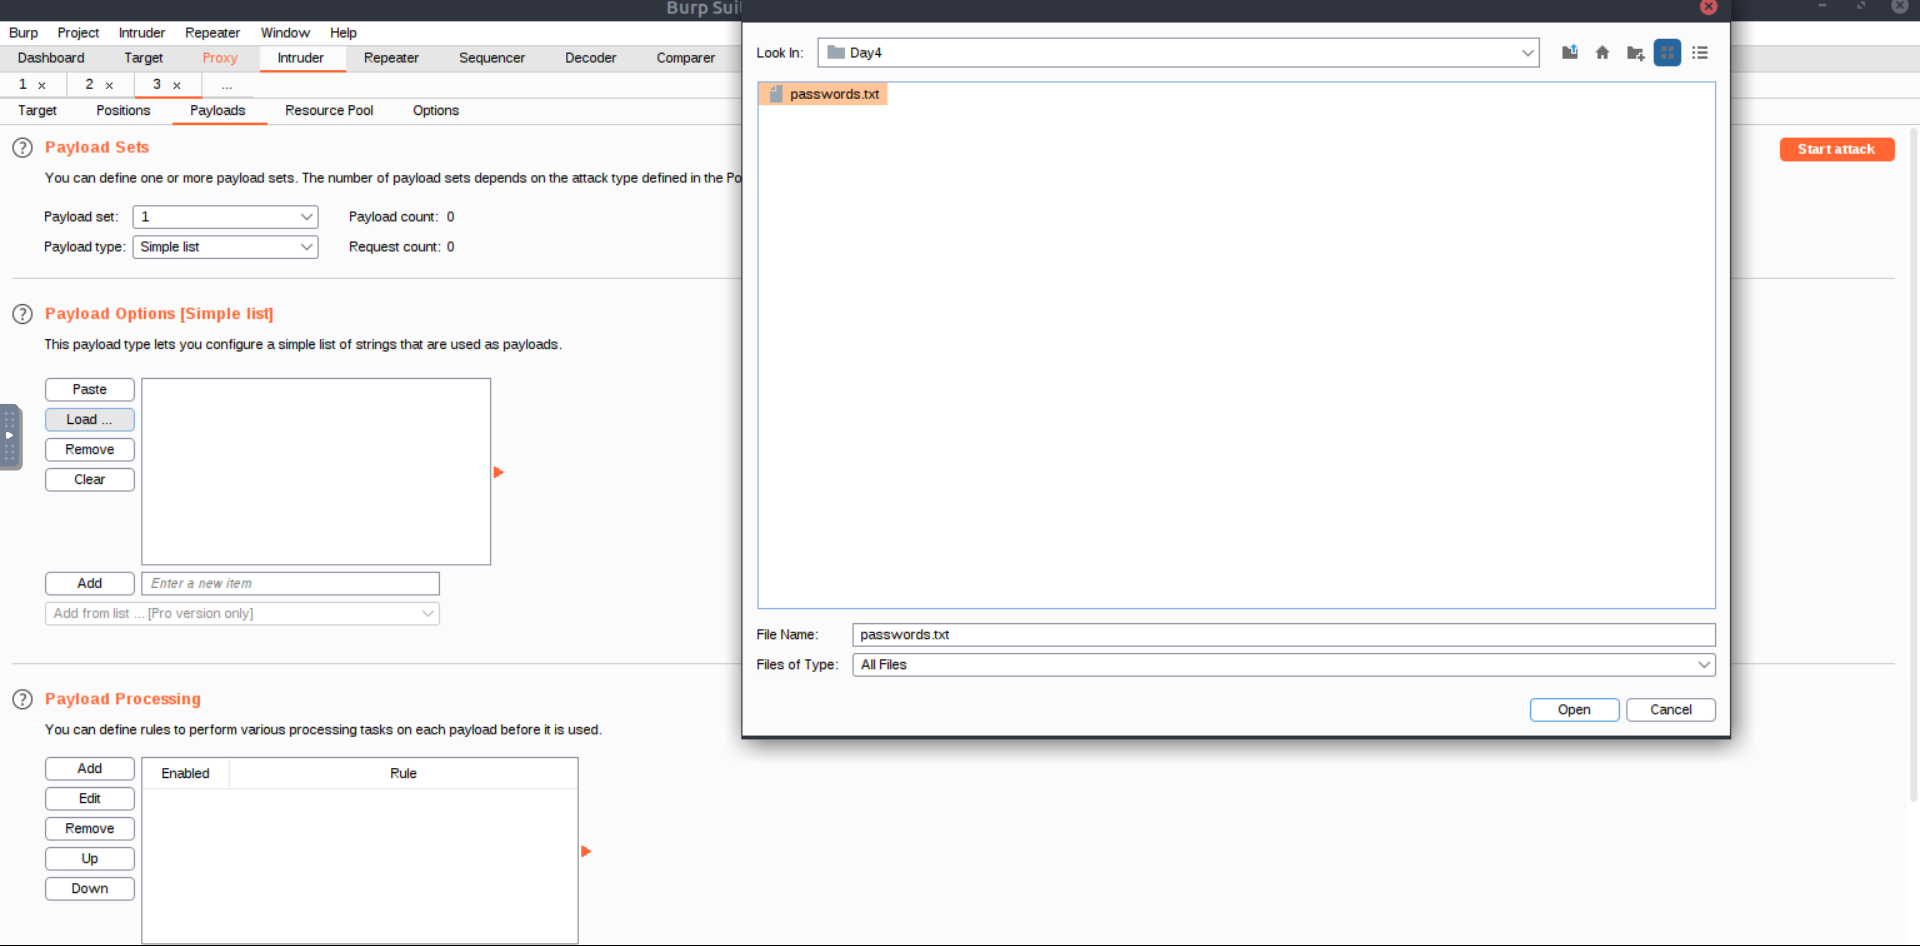 Burp Sui
Burp Project Intruder Repeater Window Help
Dashboard Target Proxy Intruder Repeater Sequencer Decoder Comparer
1 × 2 × 3 × ...
Target Positions Payloads Resource Pool Options
? Payload Sets
You can define one or more payload sets. The number of payload sets depends on the attack type defined in the Po
Payload set: 1 Payload count: 0
Payload type: Simple list Request count: 0
Start attack
? Payload Options [Simple list]
This payload type lets you configure a simple list of strings that are used as payloads.
Paste
Load ...
Remove
Clear
Add Enter a new item
Add from list ... [Pro version only]
? Payload Processing
You can define rules to perform various processing tasks on each payload before it is used.
Add
Edit
Remove
Up
Down
Enabled Rule
Look In: Day4
passwords.txt
File Name: passwords.txt
Files of Type: All Files
Open Cancel